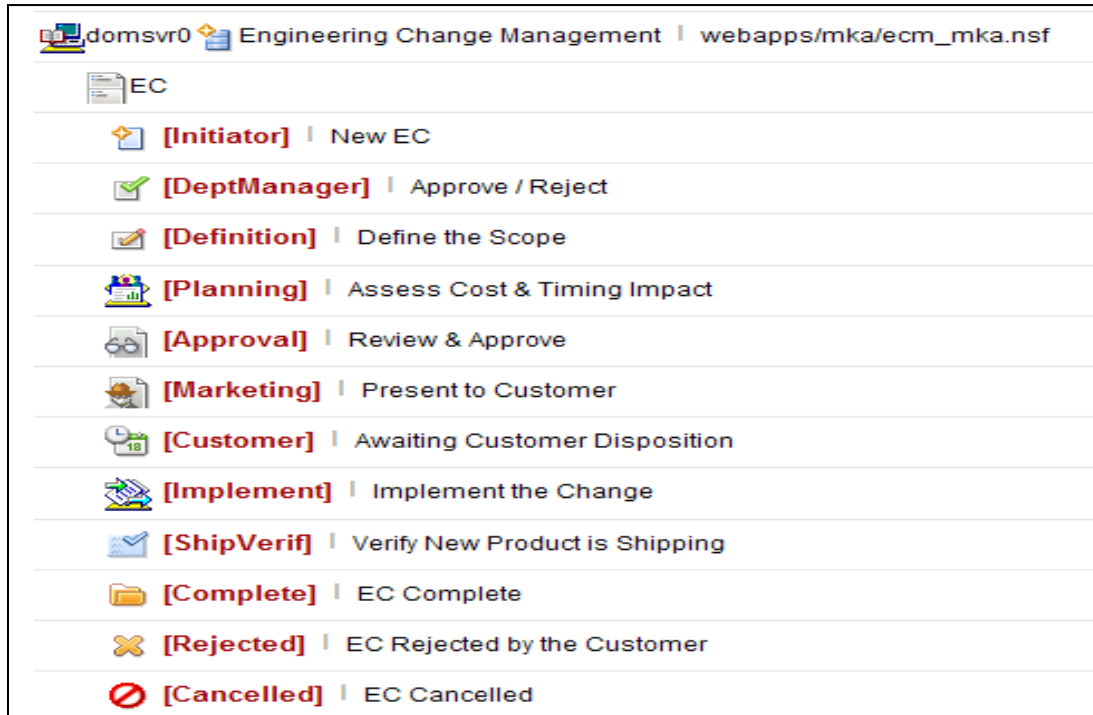 domsvr0 Engineering Change Management | webapps/mka/ecm_mka.nsf
EC
[Initiator] | New EC
[DeptManager] | Approve / Reject
[Definition] | Define the Scope
[Planning] | Assess Cost & Timing Impact
[Approval] | Review & Approve
[Marketing] | Present to Customer
18 [Customer] | Awaiting Customer Disposition
[Implement] | Implement the Change
[ShipVerif] | Verify New Product is Shipping
[Complete] | EC Complete
[Rejected] | EC Rejected by the Customer
[Cancelled] | EC Cancelled